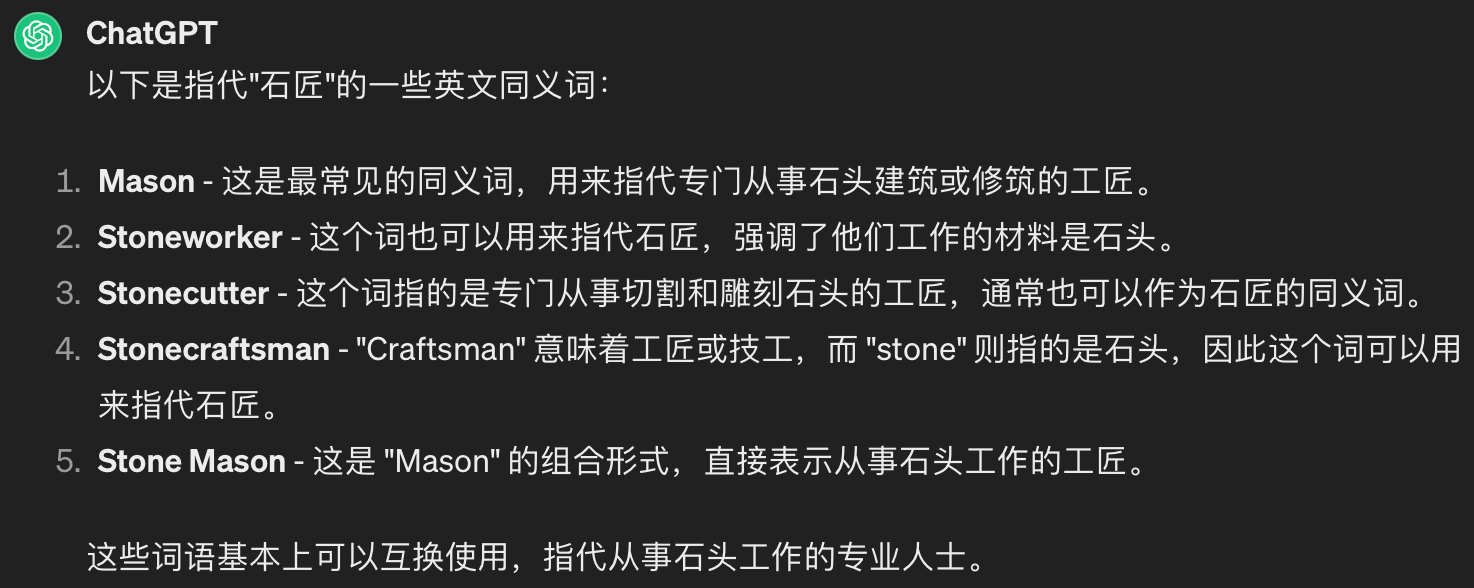 ChatGPT
以下是指代"石匠"的一些英文同义词：
1. Mason - 这是最常见的同义词，用来指代专门从事石头建筑或修筑的工匠。
2. Stoneworker - 这个词也可以用来指代石匠，强调了他们工作的材料是石头。
3. Stonecutter - 这个词指的是专门从事切割和雕刻石头的工匠，通常也可以作为石匠的同义词。
4. Stonecraftsman - "Craftsman" 意味着工匠或技工，而 "stone" 则指的是石头，因此这个词可以用
来指代石匠。
5. Stone Mason - 这是 "Mason" 的组合形式，直接表示从事石头工作的工匠。
这些词语基本上可以互换使用，指代从事石头工作的专业人士。